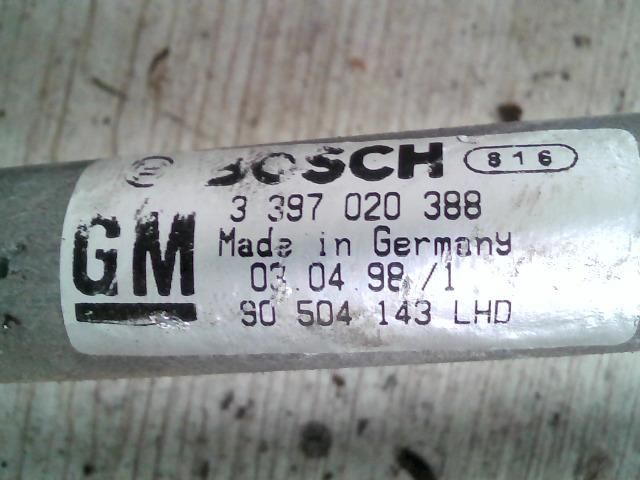 BOSCH 816
3 397 020 388
GM
Made in Germany
03.04.98/1
90 504 143 LHD